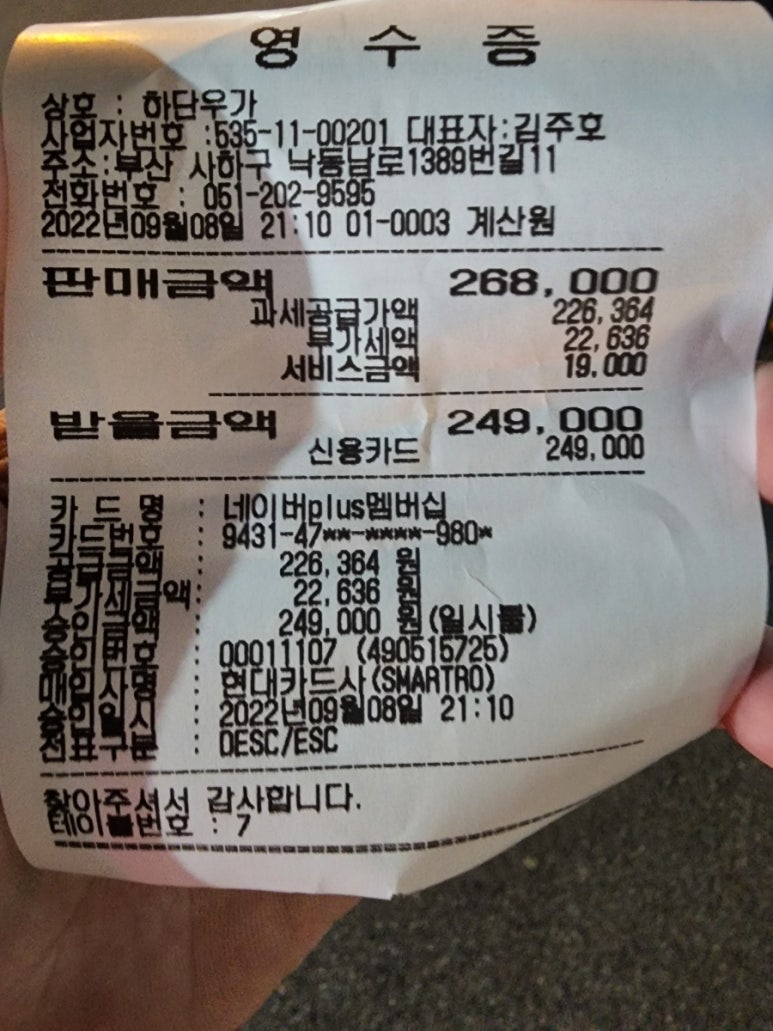 영 수 증
상호 : 하단우가
사업자번호 :535-11-00201 대표자:김주호
주소:부산 사하구 낙동남로1389번길11
전화번호 : 051-202-9595
2022년09월08일 21:10 01-0003 계산원
판매금액 268,000
과세공급가액 226,364
부가세액 22,636
서비스금액 19,000
받을금액 249,000
신용카드 249,000
카 드 명 : 네이버plus멤버십
카드번호 : 9431-47**-****-980*
공급금액 : 226,364 원
부가세금액: 22,636 원
승인금액 : 249,000 원(일시불)
승인번호 : 00011107 (490515725)
매입사명 : 현대카드사(SMARTRO)
승인일시 : 2022년09월08일 21:10
전표구분 : DESC/ESC
찾아주셔서 감사합니다.
테이블번호 : 7